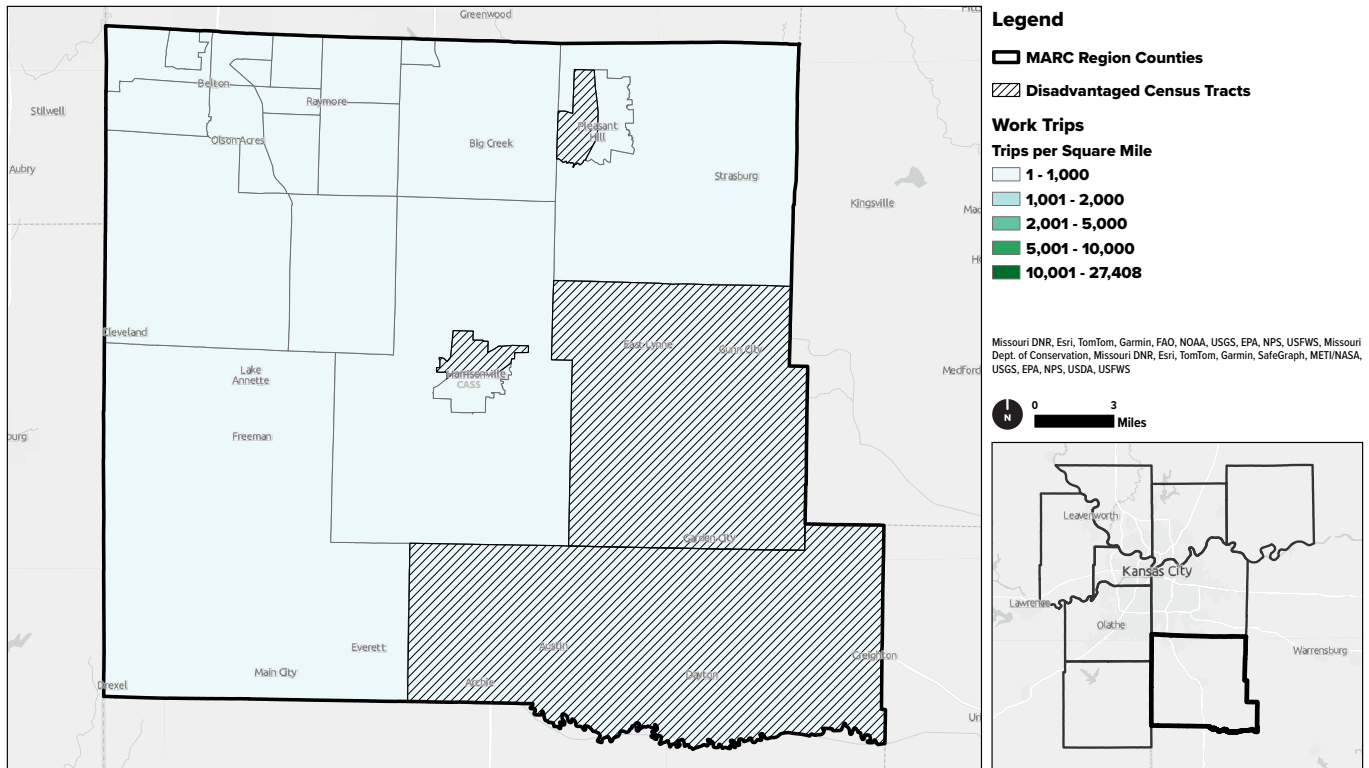 Greenwood
Stilwell
Belton
Raymore
Pleasant
Hill
Olson Acres
Big Creek
Aubry
Strasburg
Kingsville
Cleveland
East Lynne
Gunn City
Lake
Annette
Harrisonville
CASS
Medford
Freeman
Garden City
Everett
Austin
Creighton
Main City
Archie
Dayton
Drexel
Legend
MARC Region Counties
Disadvantaged Census Tracts
Work Trips
Trips per Square Mile
1 - 1,000
1,001 - 2,000
2,001 - 5,000
5,001 - 10,000
10,001 - 27,408
Missouri DNR, Esri, TomTom, Garmin, FAO, NOAA, USGS, EPA, NPS, USFWS, Missouri
Dept. of Conservation, Missouri DNR, Esri, TomTom, Garmin, SafeGraph, METI/NASA,
USGS, EPA, NPS, USDA, USFWS
N
0 3
Miles
Leavenworth
Kansas City
Lawrence
Olathe
Warrensburg